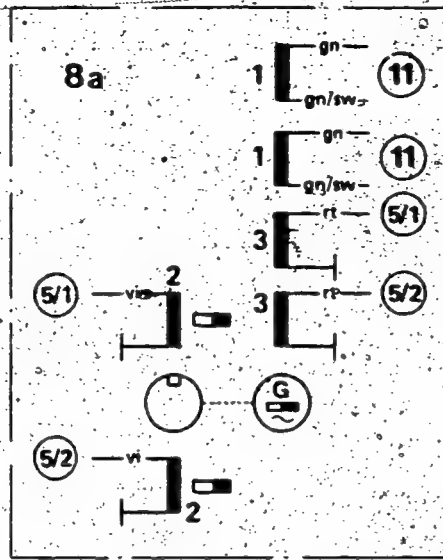 8a
1 gn 11
gn/sw
1 gn 11
gn/sw
3 rt 5/1
5/1 vi 2
3 rt 5/2
G
5/2 vi
2